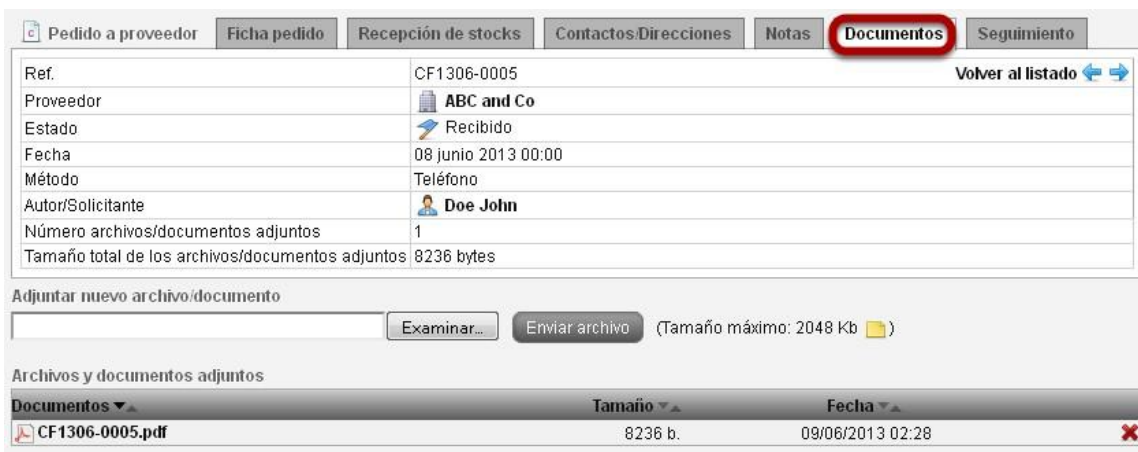 Pedido a proveedor Ficha pedido Recepción de stocks Contactos/Direcciones Notas Documentos Seguimiento
Ref. CF1306-0005 Volver al listado
Proveedor ABC and Co
Estado Recibido
Fecha 08 junio 2013 00:00
Método Teléfono
Autor/Solicitante Doe John
Número archivos/documentos adjuntos 1
Tamaño total de los archivos/documentos adjuntos 8236 bytes
Adjuntar nuevo archivo/documento
Examinar... Enviar archivo (Tamaño máximo: 2048 Kb )
Archivos y documentos adjuntos
Documentos Tamaño Fecha
CF1306-0005.pdf 8236 b. 09/06/2013 02:28